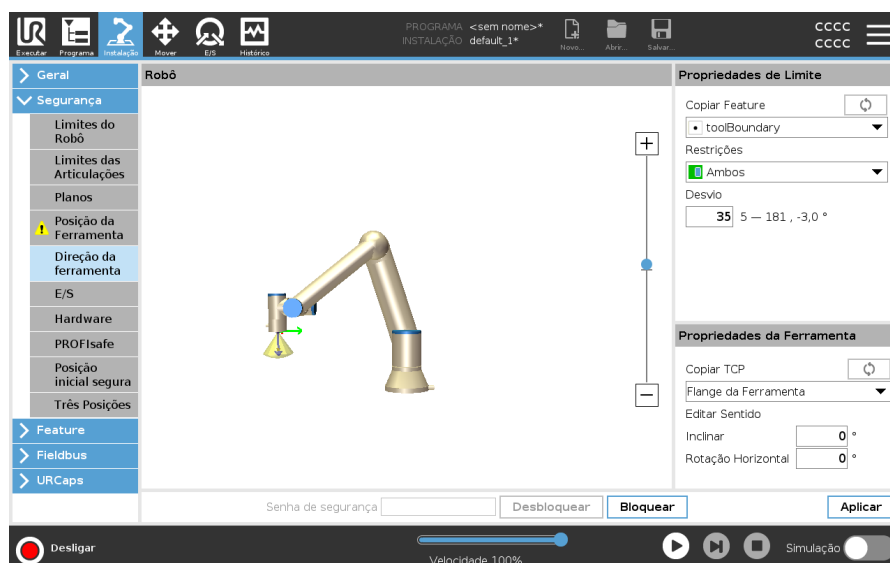 PROGRAMA <sem nome>*
INSTALAÇÃO default_1*
cccc
cccc
Executar Programa Instalação Mover E/S Histórico Novo... Abrir... Salvar...
Geral
Segurança
Limites do
Robô
Limites das
Articulações
Planos
Posição da
Ferramenta
Direção da
ferramenta
E/S
Hardware
PROFIsafe
Posição
inicial segura
Três Posições
Feature
Fieldbus
URCaps
Robô
Propriedades de Limite
Copiar Feature
toolBoundary
Restrições
Ambos
Desvio
35 5 — 181 , -3,0 °
Propriedades da Ferramenta
Copiar TCP
Flange da Ferramenta
Editar Sentido
Inclinar 0 °
Rotação Horizontal 0 °
Senha de segurança Desbloquear Bloquear Aplicar
Desligar
Velocidade 100%
Simulação